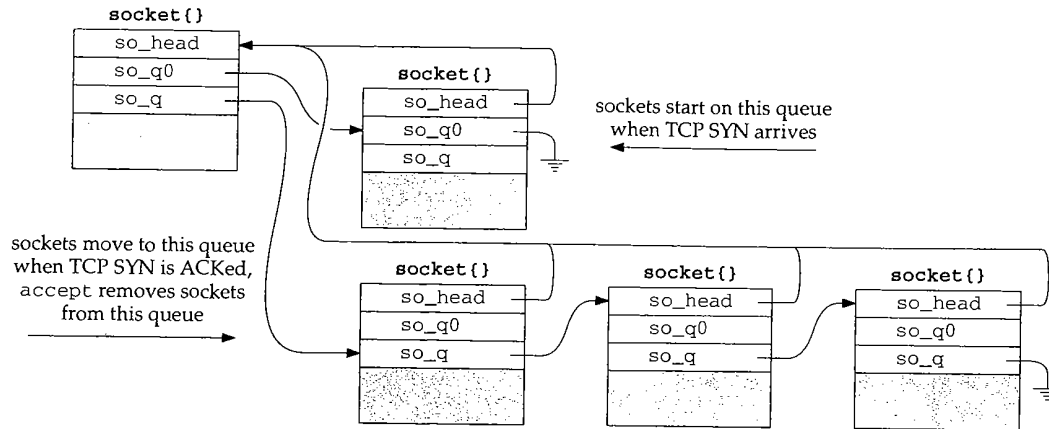 socket{}
so_head
so_q0
so_q
socket{}
so_head
so_q0
so_q
sockets start on this queue
when TCP SYN arrives
sockets move to this queue
when TCP SYN is ACKed,
accept removes sockets
from this queue
socket{}
so_head
so_q0
so_q
socket{}
so_head
so_q0
so_q
socket{}
so_head
so_q0
so_q